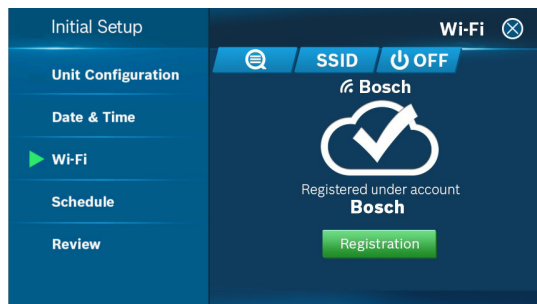 Initial Setup
Wi-Fi
Unit Configuration
Date & Time
Wi-Fi
Schedule
Review
SSID
OFF
Bosch
Registered under account
Bosch
Registration